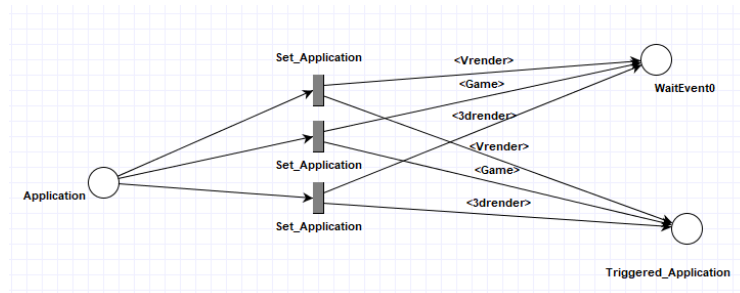 Set_Application
<Vrender>
<Game>
WaitEvent0
<3drender>
Set_Application
<Vrender>
<Game>
Application
<3drender>
Set_Application
Triggered_Application